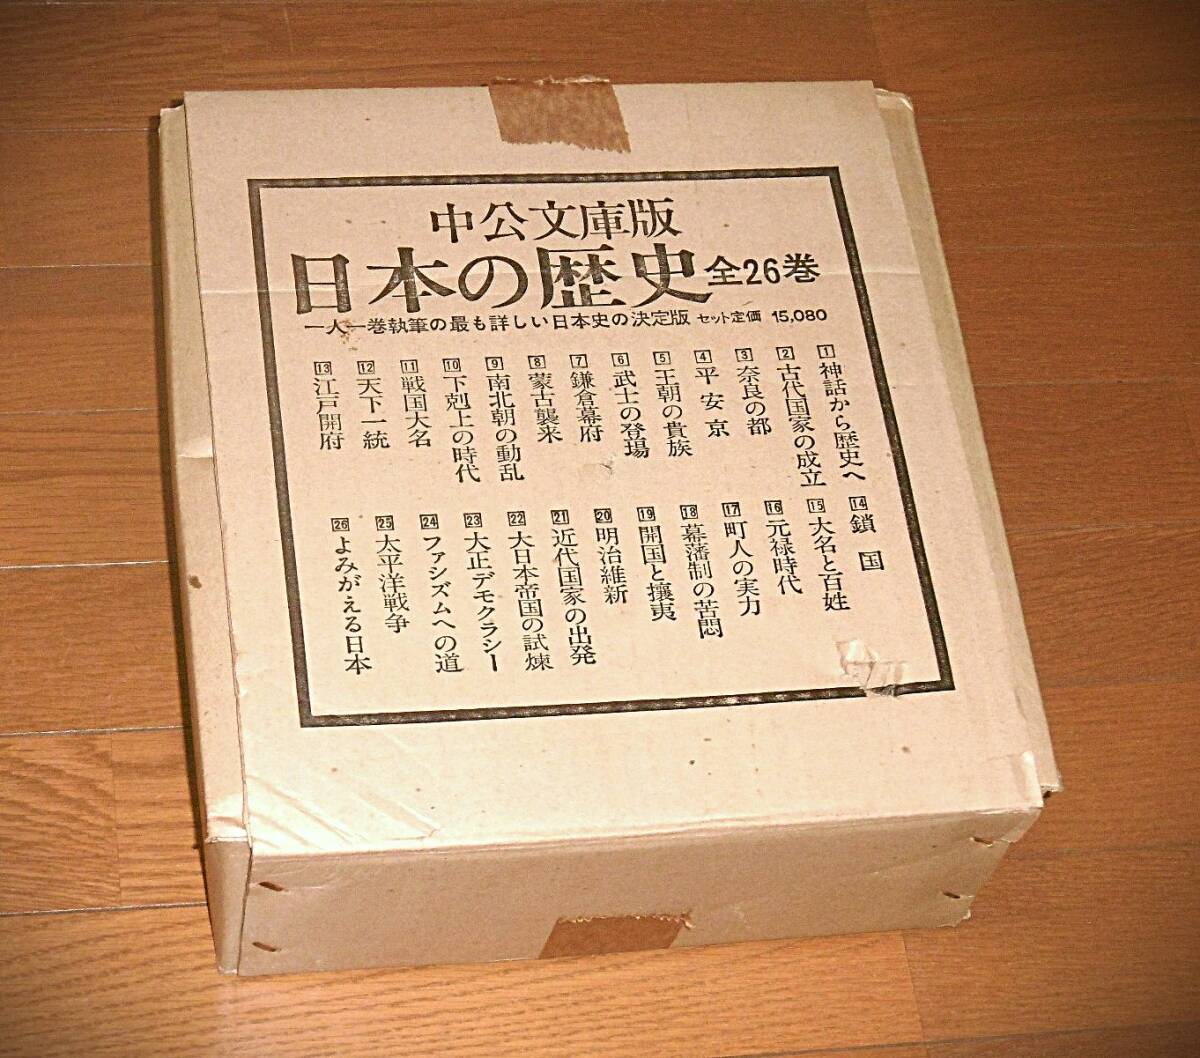 中公文庫版
日本の歴史 全26巻
一人一巻執筆の最も詳しい日本史の決定版 セット定価 15,080
1 神話から歴史へ
2 古代国家の成立
3 奈良の都
4 平安京
5 王朝の貴族
6 武士の登場
7 鎌倉幕府
8 蒙古襲来
9 南北朝の動乱
10 下剋上の時代
11 戦国大名
12 天下一統
13 江戸開府
14 鎖国
15 大名と百姓
16 元禄時代
17 町人の実力
18 幕藩制の苦悶
19 開国と攘夷
20 明治維新
21 近代国家の出発
22 大日本帝国の試煉
23 大正デモクラシー
24 ファシズムへの道
25 太平洋戦争
26 よみがえる日本